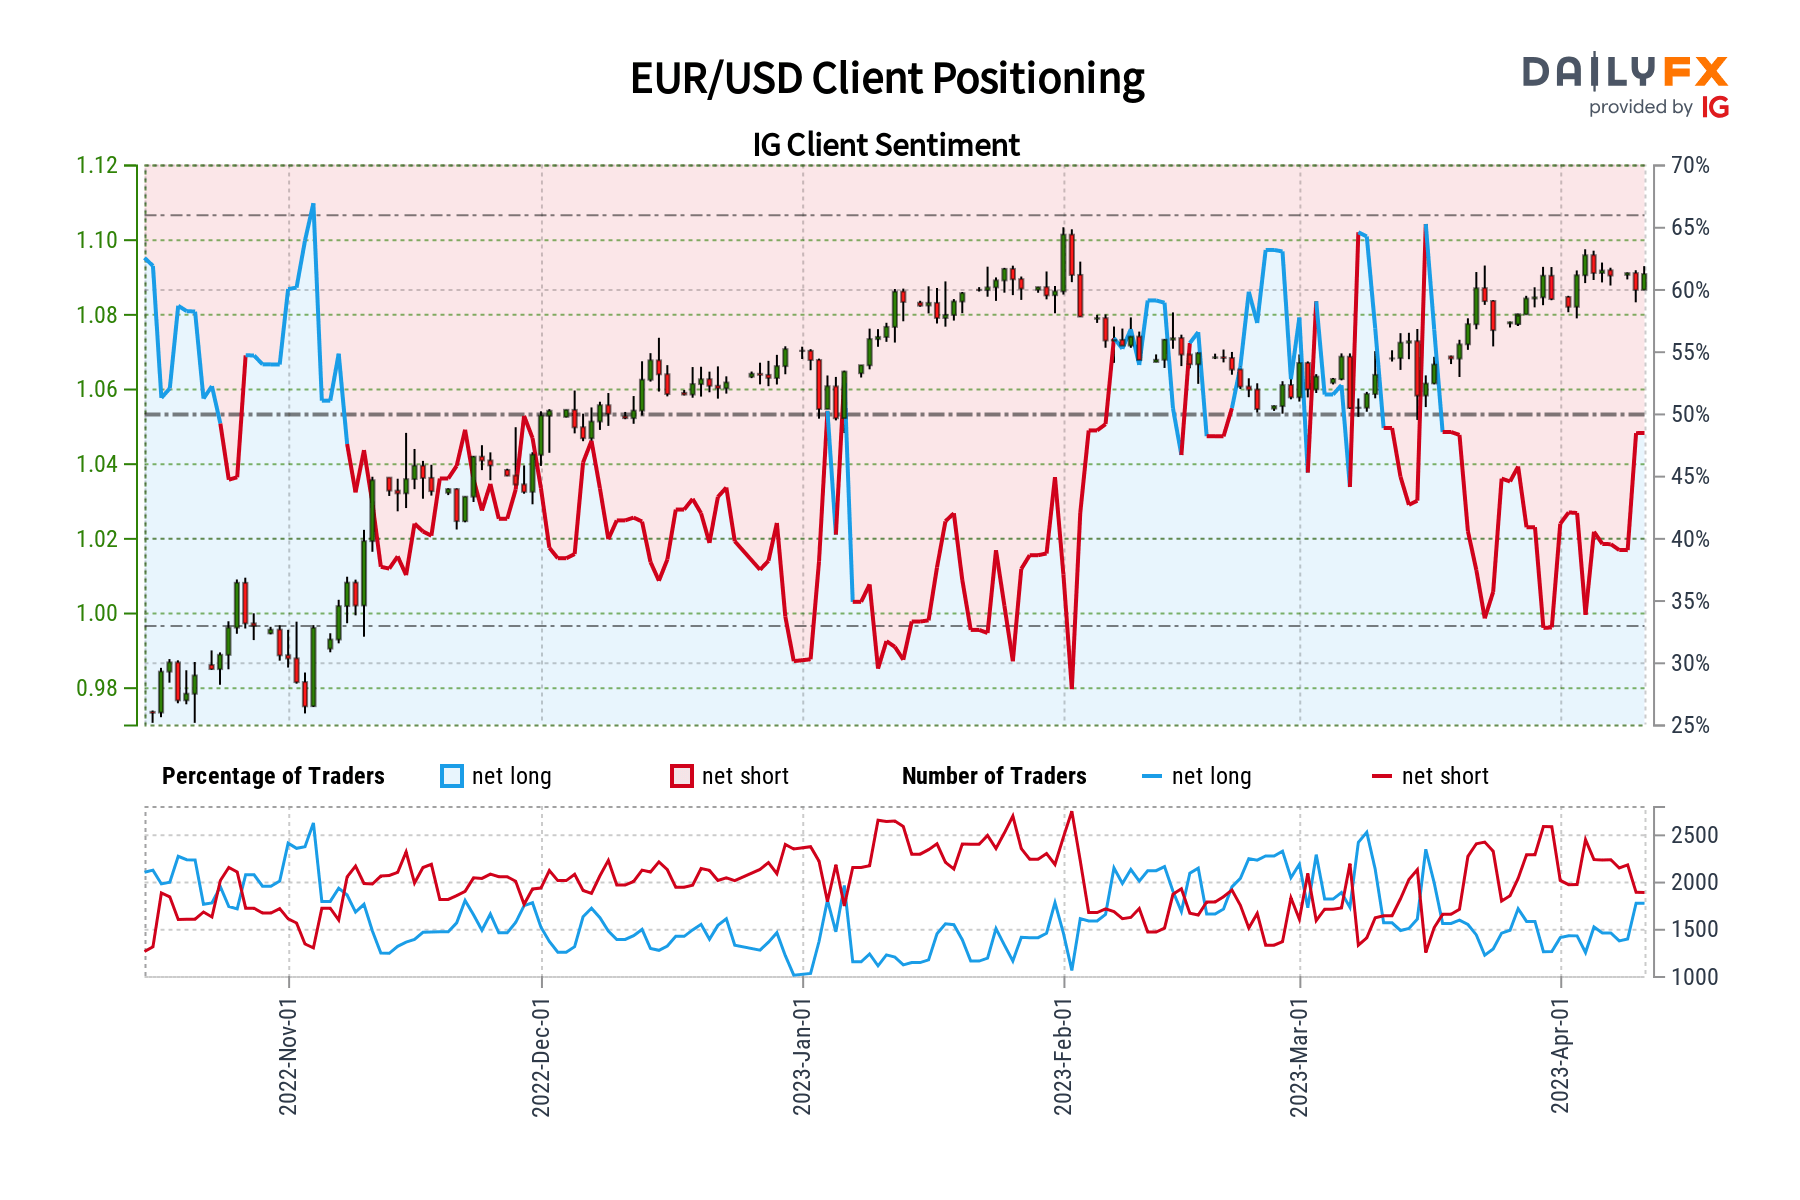 EUR/USD Client Positioning
DAILYFX
provided by IG
IG Client Sentiment
1.12
1.10
1.08
1.06
1.04
1.02
1.00
0.98
70%
65%
60%
55%
50%
45%
40%
35%
30%
25%
Percentage of Traders net long net short Number of Traders net long net short
2500
2000
1500
1000
2022-Nov-01
2022-Dec-01
2023-Jan-01
2023-Feb-01
2023-Mar-01
2023-Apr-01